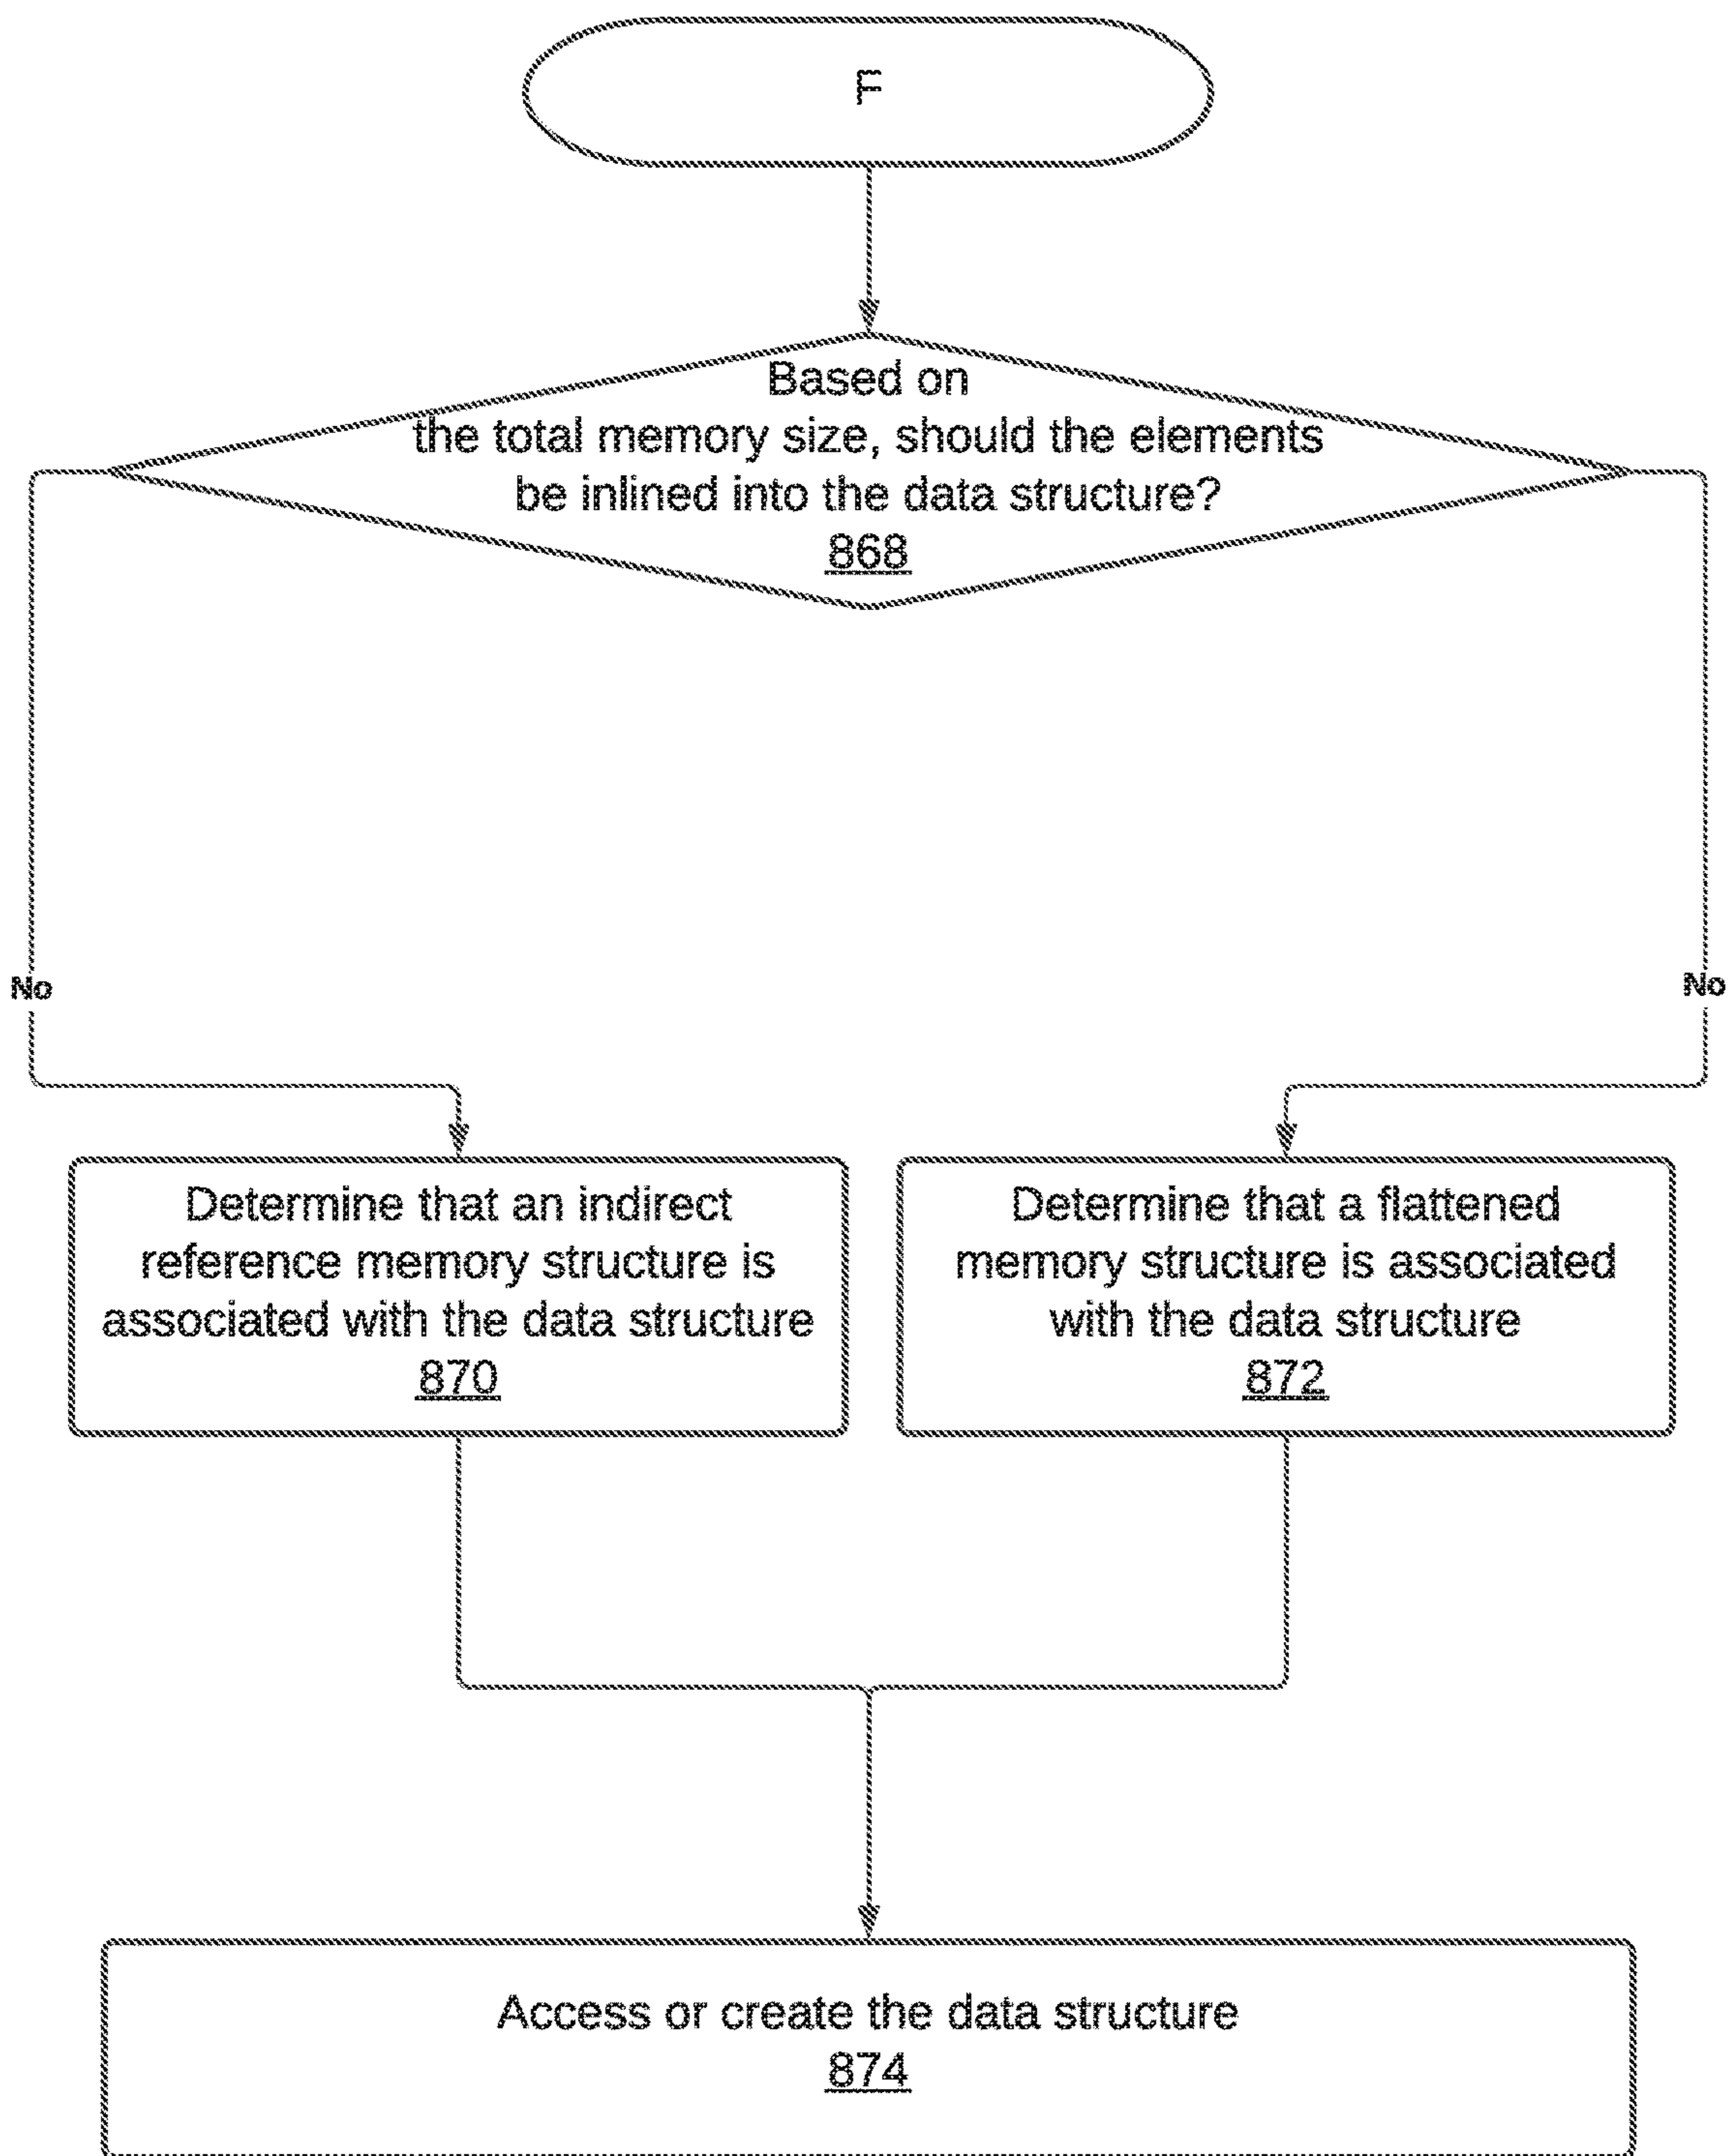 F
Based on
the total memory size, should the elements
be inlined into the data structure?
868
No
No
Determine that an indirect
reference memory structure is
associated with the data structure
870
Determine that a flattened
memory structure is associated
with the data structure
872
Access or create the data structure
874